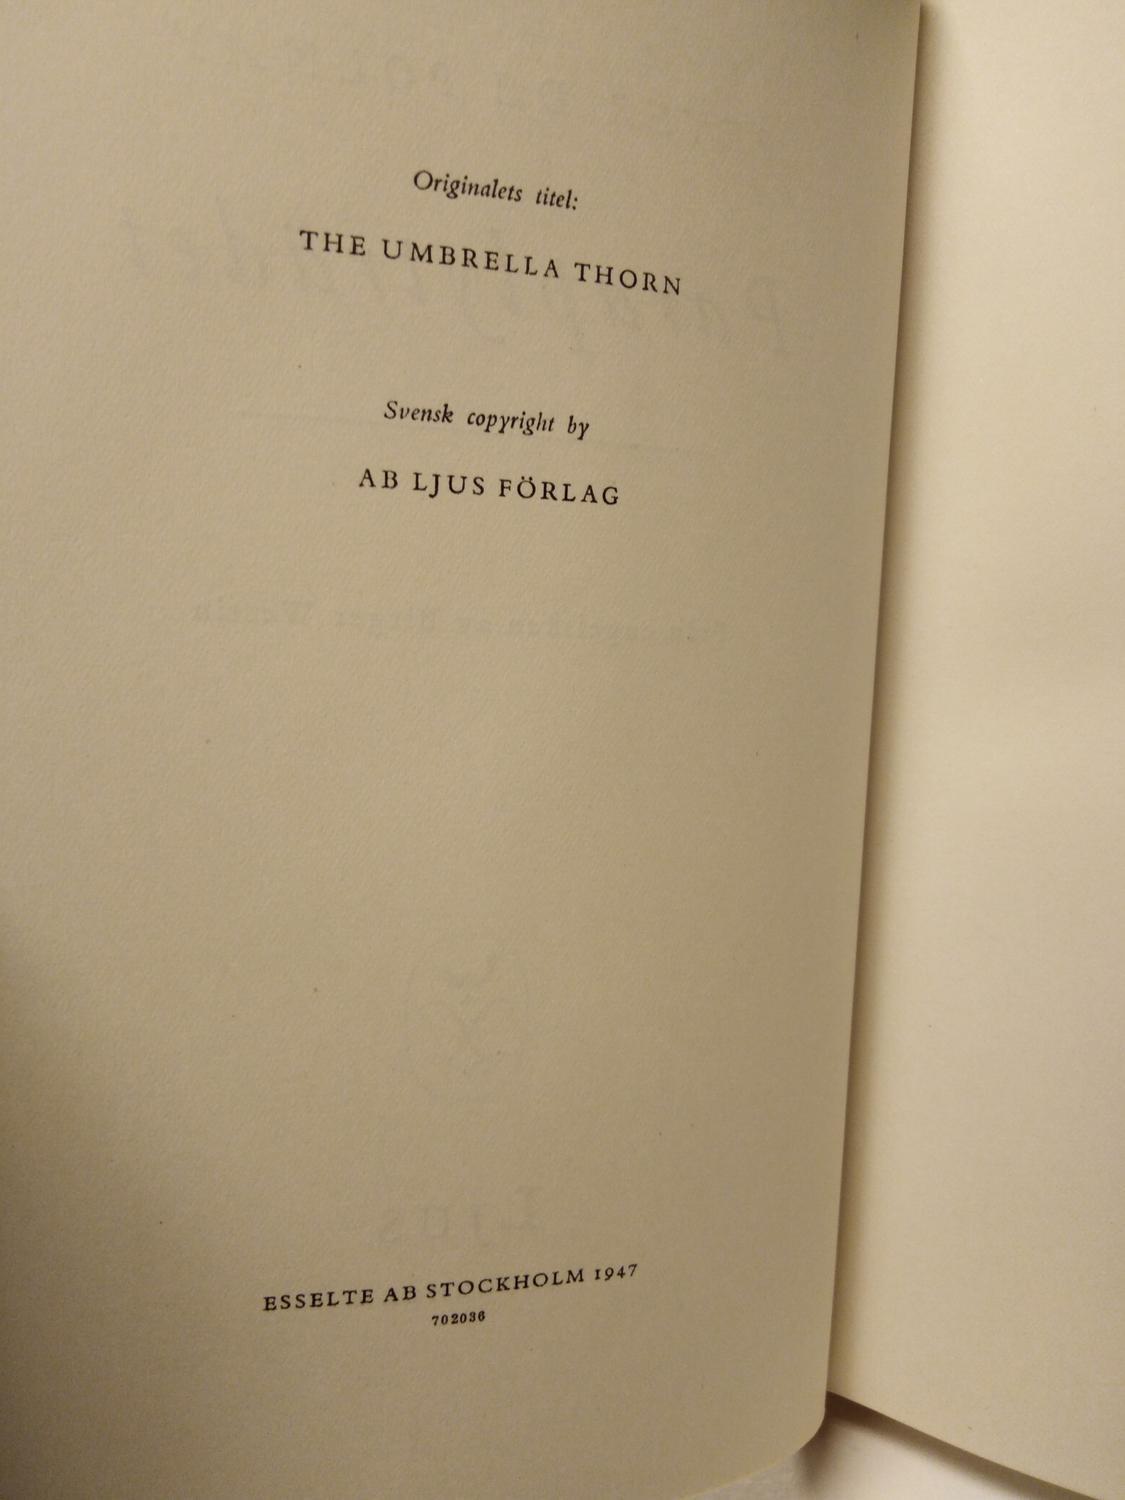 Originalets titel:
THE UMBRELLA THORN
Svensk copyright by
AB LJUS FÖRLAG
ESSELTE AB STOCKHOLM 1947
702036